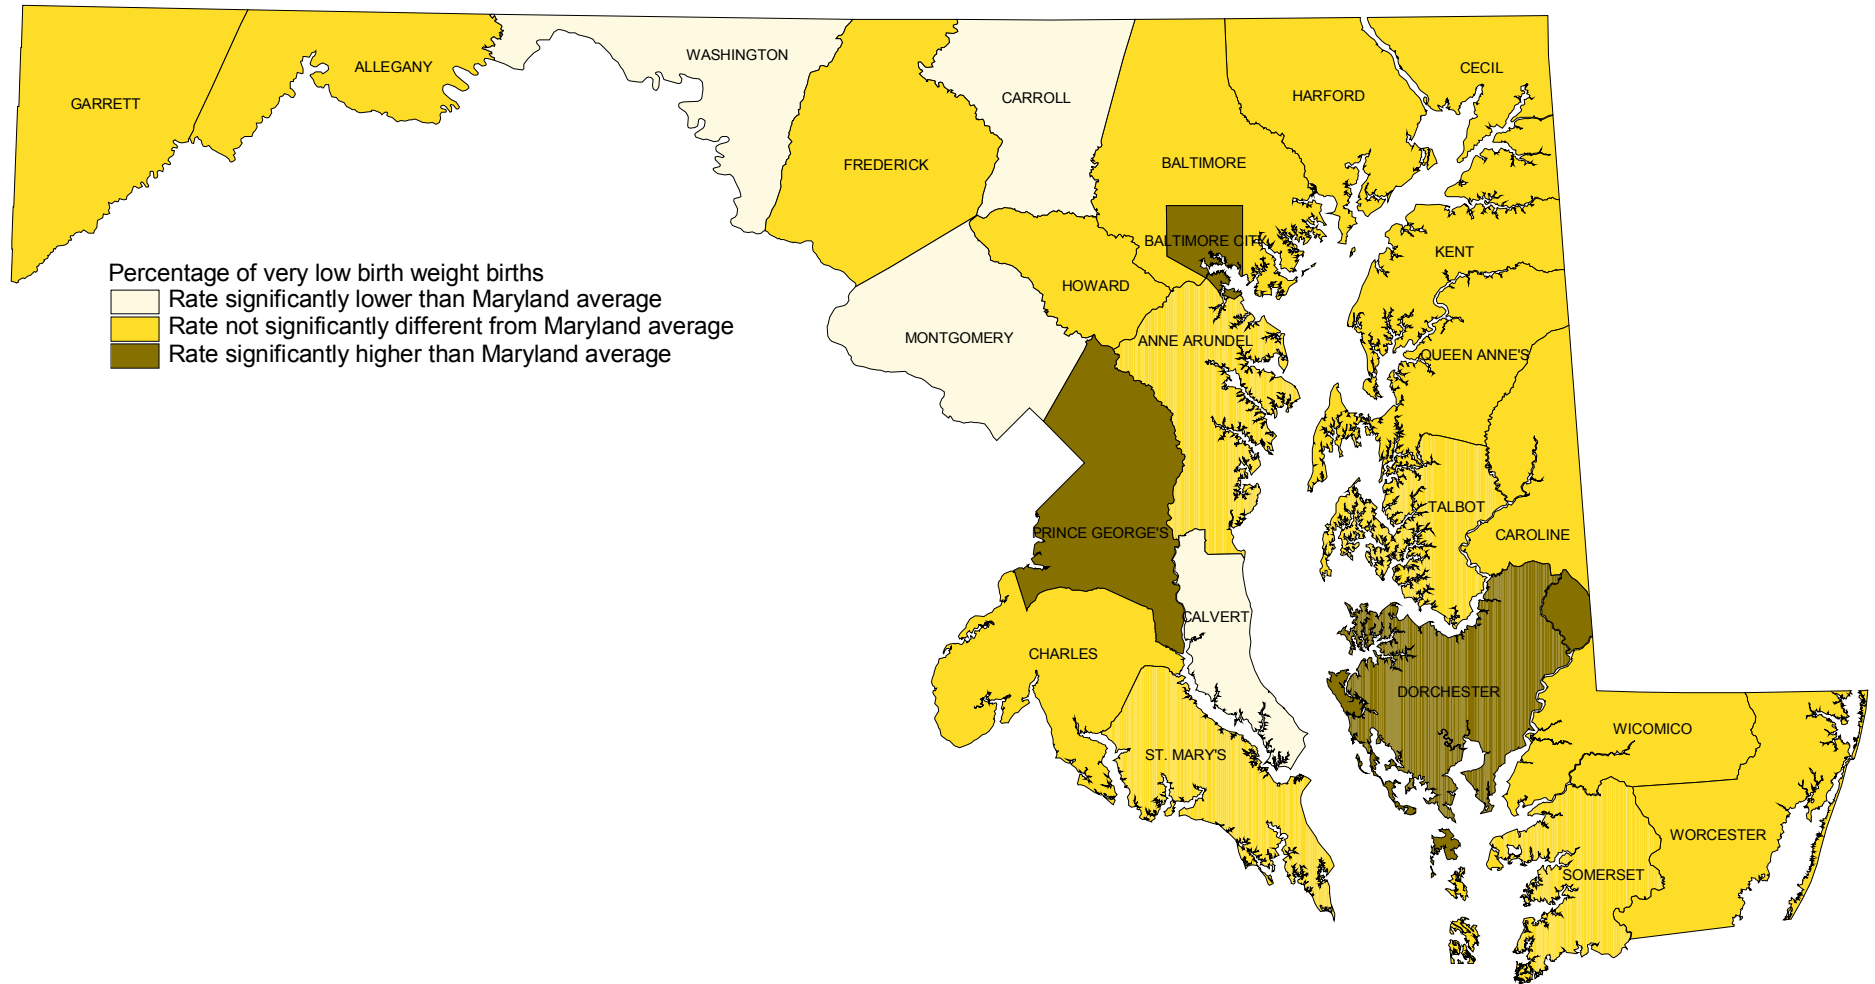 WASHINGTON
ALLEGANY
CECIL
GARRETT
CARROLL
HARFORD
FREDERICK
BALTIMORE
BALTIMORE CITY
KENT
Percentage of very low birth weight births
Rate significantly lower than Maryland average
Rate not significantly different from Maryland average
Rate significantly higher than Maryland average
HOWARD
MONTGOMERY
ANNE ARUNDEL
QUEEN ANNE'S
TALBOT
PRINCE GEORGE'S
CAROLINE
CALVERT
CHARLES
DORCHESTER
WICOMICO
ST. MARY'S
WORCESTER
SOMERSET